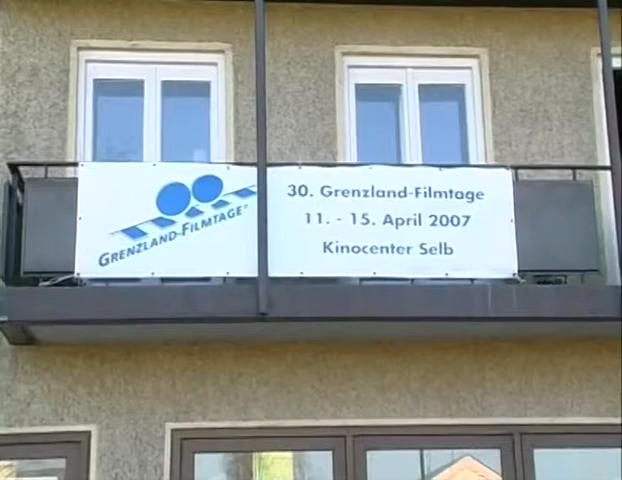 GRENZLAND-FILMTAGE
30. Grenzland-Filmtage
11. - 15. April 2007
Kinocenter Selb